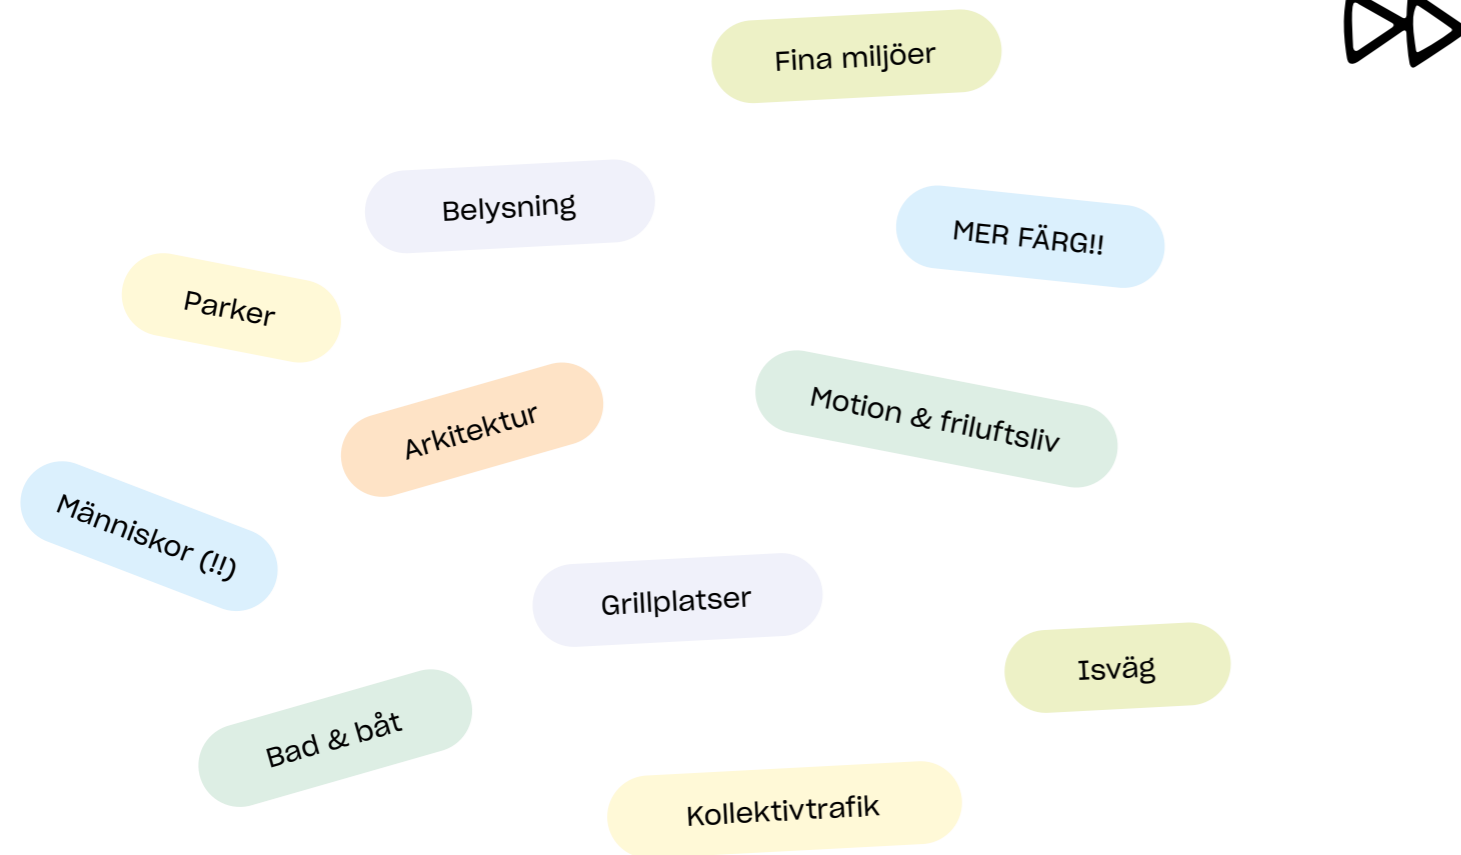 Fina miljöer
Belysning
MER FÄRG!!
Parker
Arkitektur
Motion & friluftsliv
Människor (!!)
Grillplatser
Isväg
Bad & båt
Kollektivtrafik